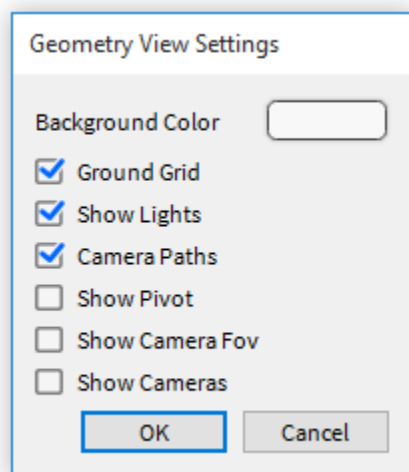 Geometry View Settings
Background Color
Ground Grid
Show Lights
Camera Paths
Show Pivot
Show Camera Fov
Show Cameras
OK Cancel